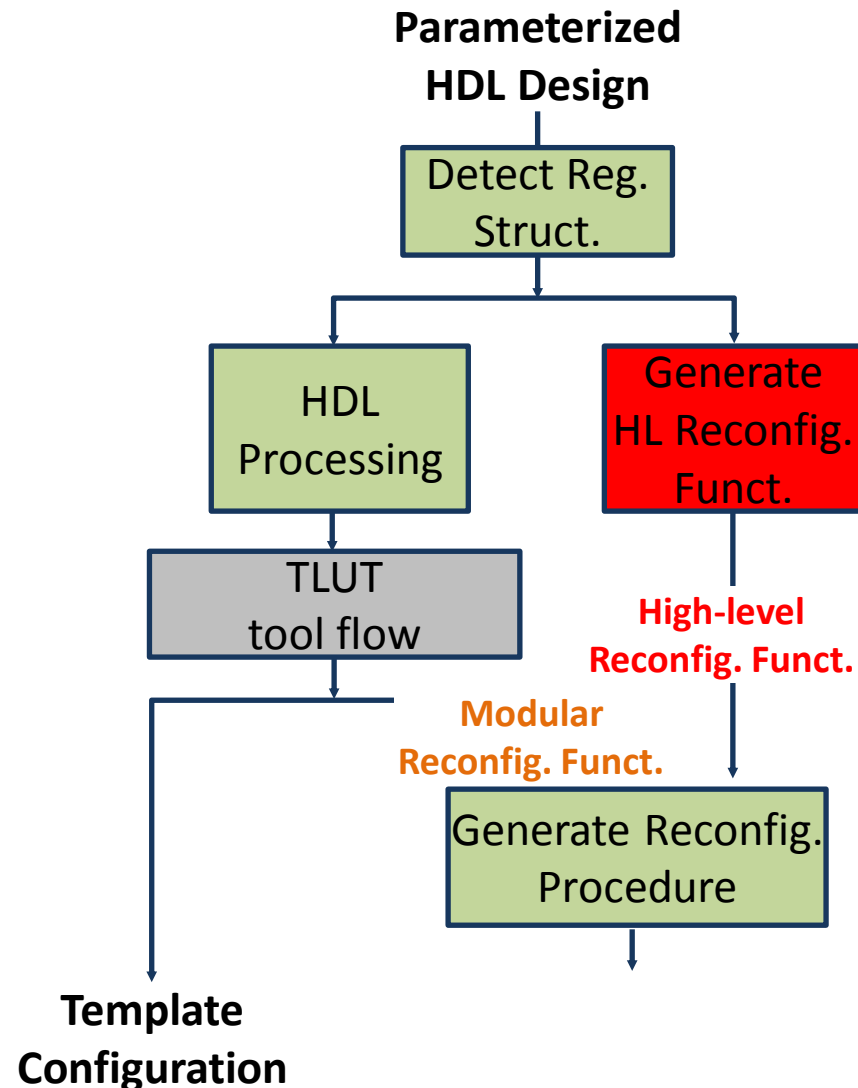 Parameterized
HDL Design
Detect Reg.
Struct.
HDL
Processing
Generate
HL Reconfig.
Funct.
TLUT
tool flow
High-level
Reconfig. Funct.
Modular
Reconfig. Funct.
Generate Reconfig.
Procedure
Template
Configuration